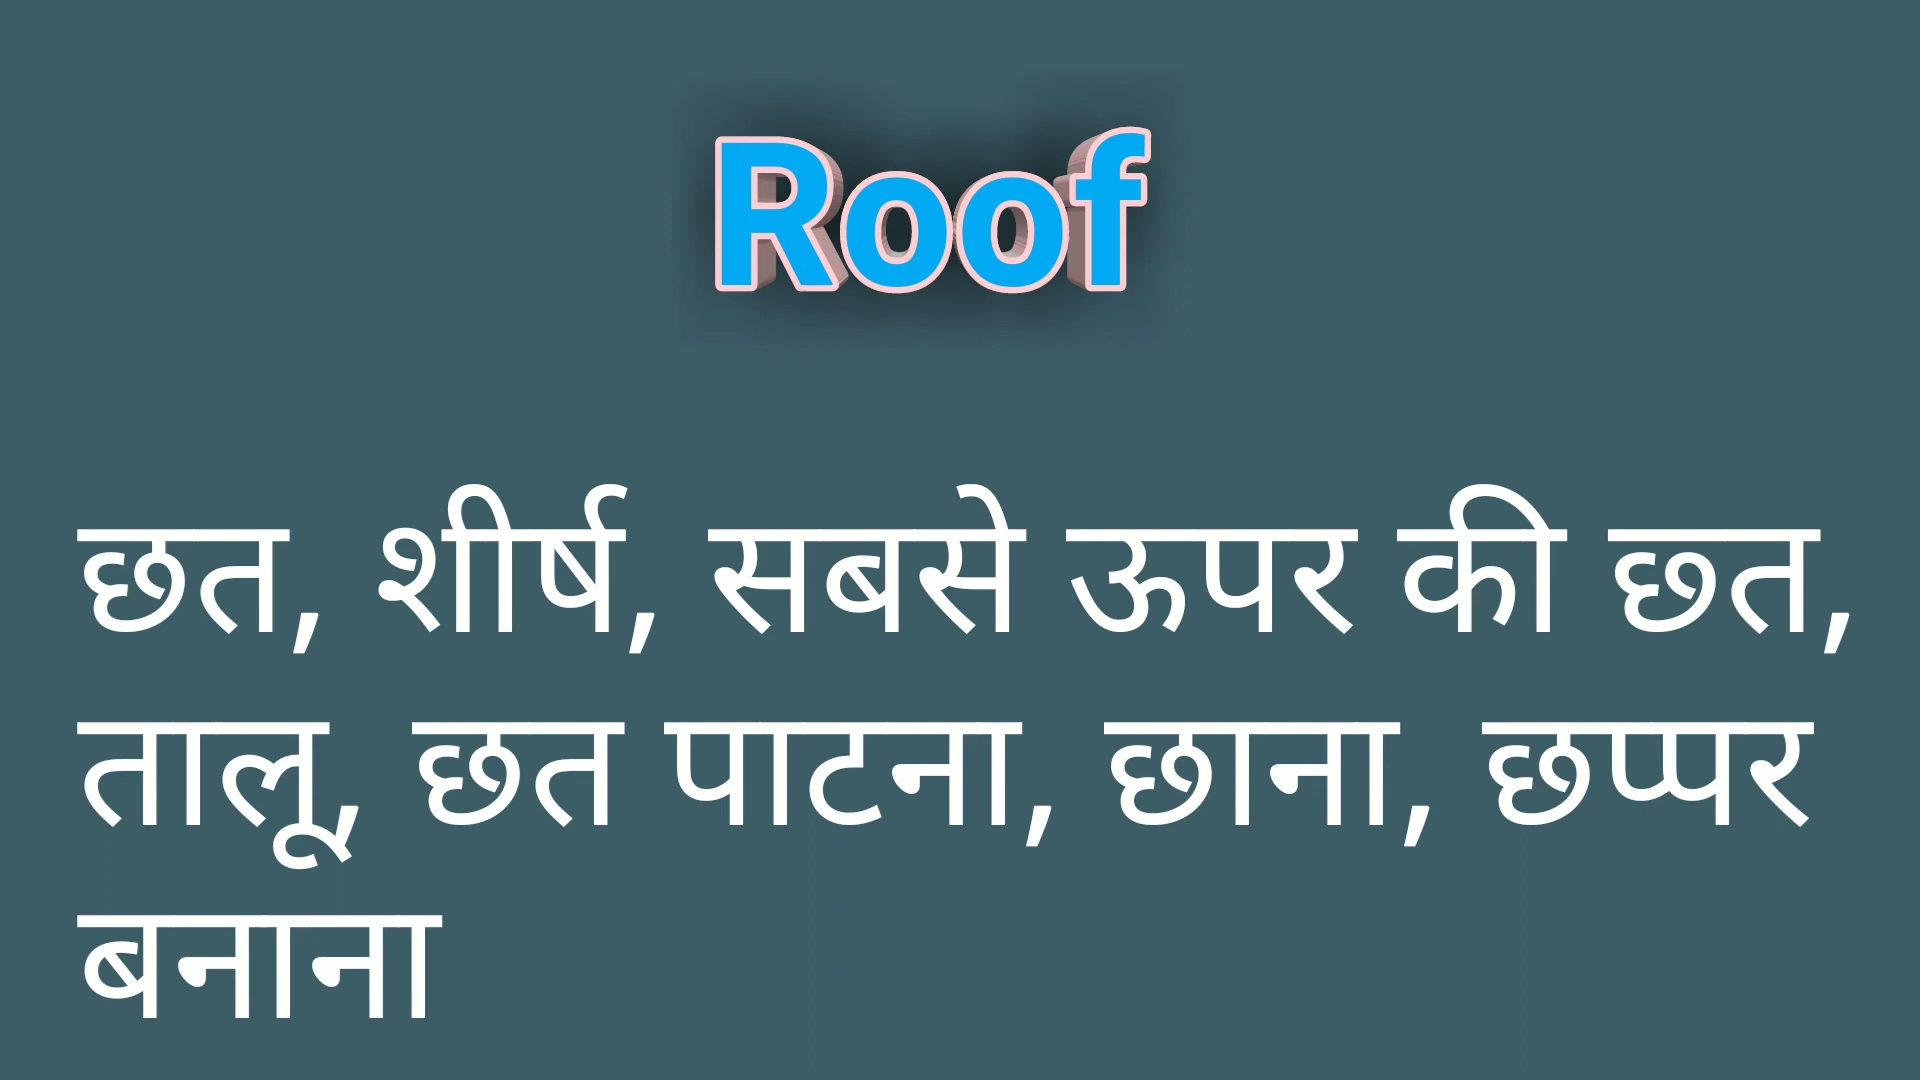 Roof
छत, शीर्ष, सबसे ऊपर की छत,
तालू, छत पाटना, छाना, छप्पर
बनाना